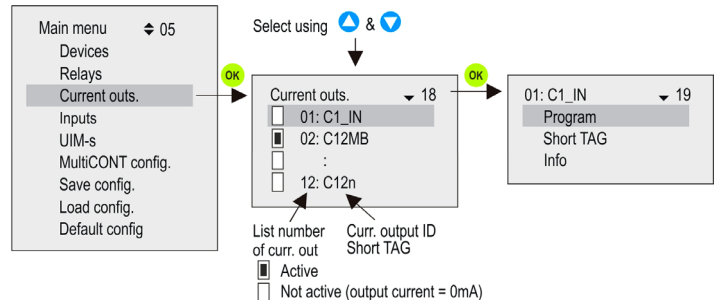 Main menu 05
Devices
Relays
Current outs.
Inputs
UIM-s
MultiCONT config.
Save config.
Load config.
Default config
OK
Select using & 
Current outs. 18
01: C1_IN
02: C12MB
:
12: C12n
List number
of curr. out
Curr. output ID
Short TAG
Active
Not active (output current = 0mA)
OK
01: C1_IN 19
Program
Short TAG
Info